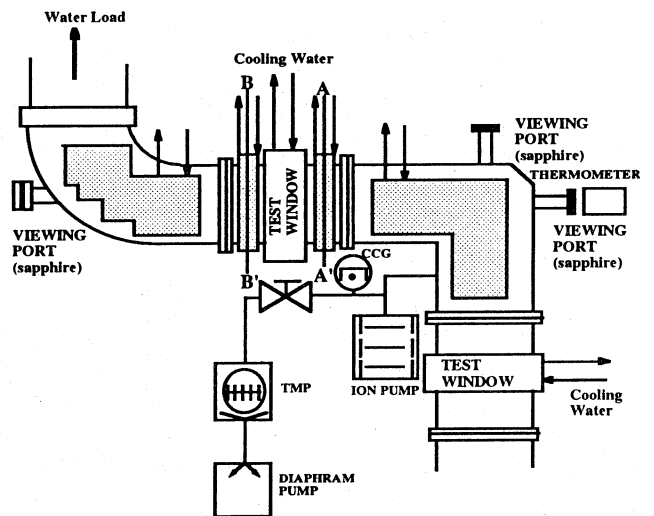 Water Load
Cooling Water
B
A
VIEWING
PORT
(sapphire)
THERMOMETER
TEST
WINDOW
VIEWING
PORT
(sapphire)
VIEWING
PORT
(sapphire)
B'
A'
CCG
TMP
ION PUMP
TEST
WINDOW
Cooling
Water
DIAPHRAM
PUMP